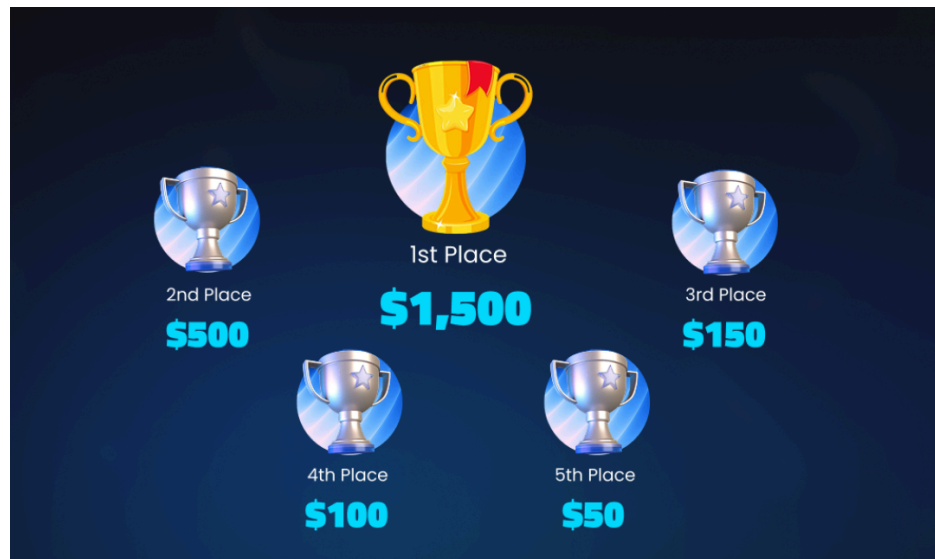 1st Place
$1,500
2nd Place
$500
3rd Place
$150
4th Place
$100
5th Place
$50